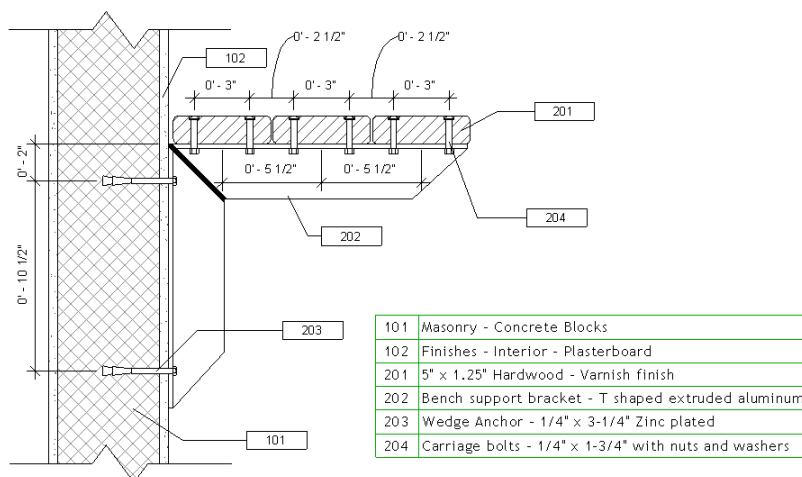 0' - 2 1/2" 0' - 2 1/2"
102
0' - 3" 0' - 3" 0' - 3"
201
0' - 2"
0' - 5 1/2" 0' - 5 1/2"
204
202
0' - 10 1/2"
203
101
101 Masonry - Concrete Blocks
102 Finishes - Interior - Plasterboard
201 5" x 1.25" Hardwood - Varnish finish
202 Bench support bracket - T shaped extruded aluminum
203 Wedge Anchor - 1/4" x 3-1/4" Zinc plated
204 Carriage bolts - 1/4" x 1-3/4" with nuts and washers